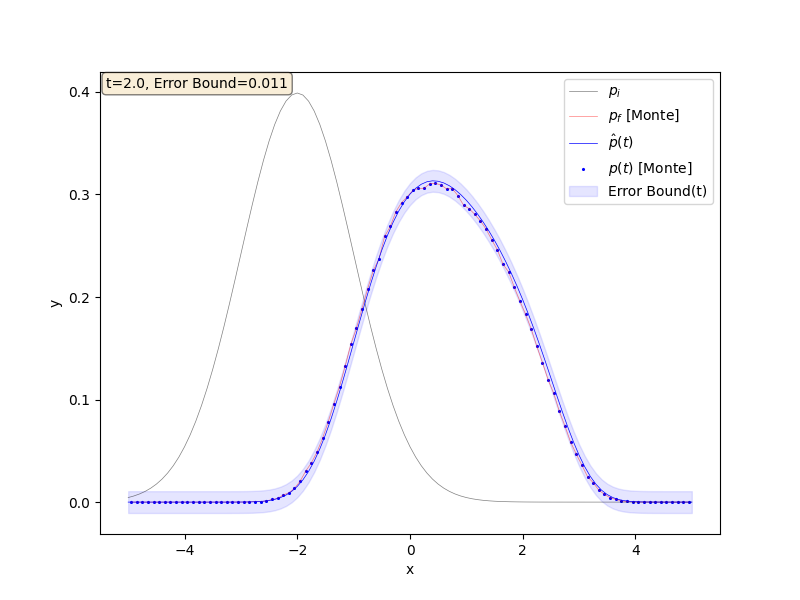 t=2.0, Error Bound=0.011
p_i
p_f [Monte]
p̂(t)
p(t) [Monte]
Error Bound(t)
0.4
0.3
0.2
0.1
0.0
y
−4
−2
0
2
4
x